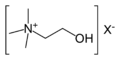 N+ OH X-